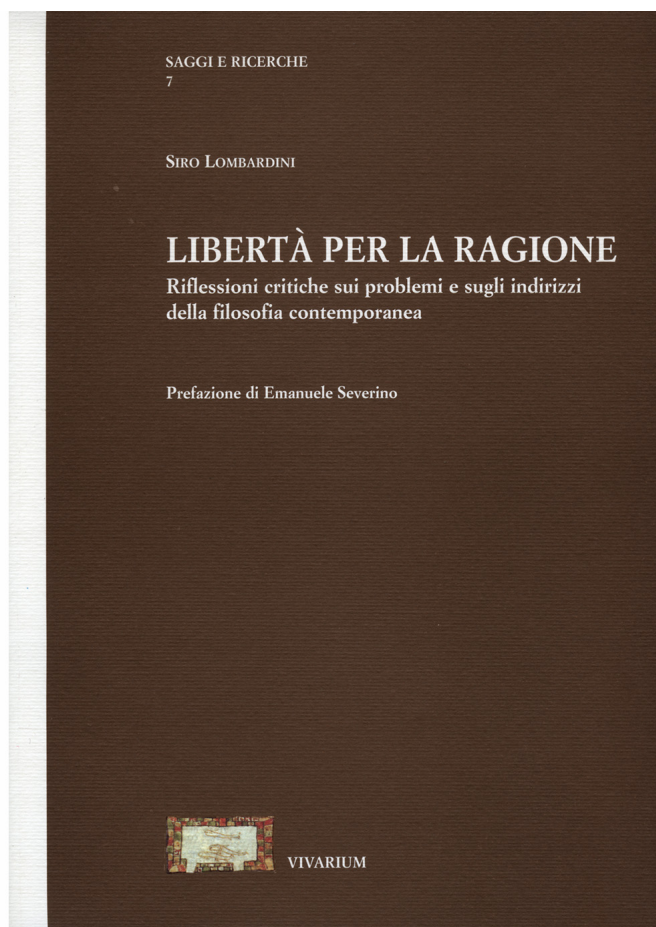 SAGGI E RICERCHE
7
SIRO LOMBARDINI
LIBERTÀ PER LA RAGIONE
Riflessioni critiche sui problemi e sugli indirizzi
della filosofia contemporanea
Prefazione di Emanuele Severino
VIVARIUM